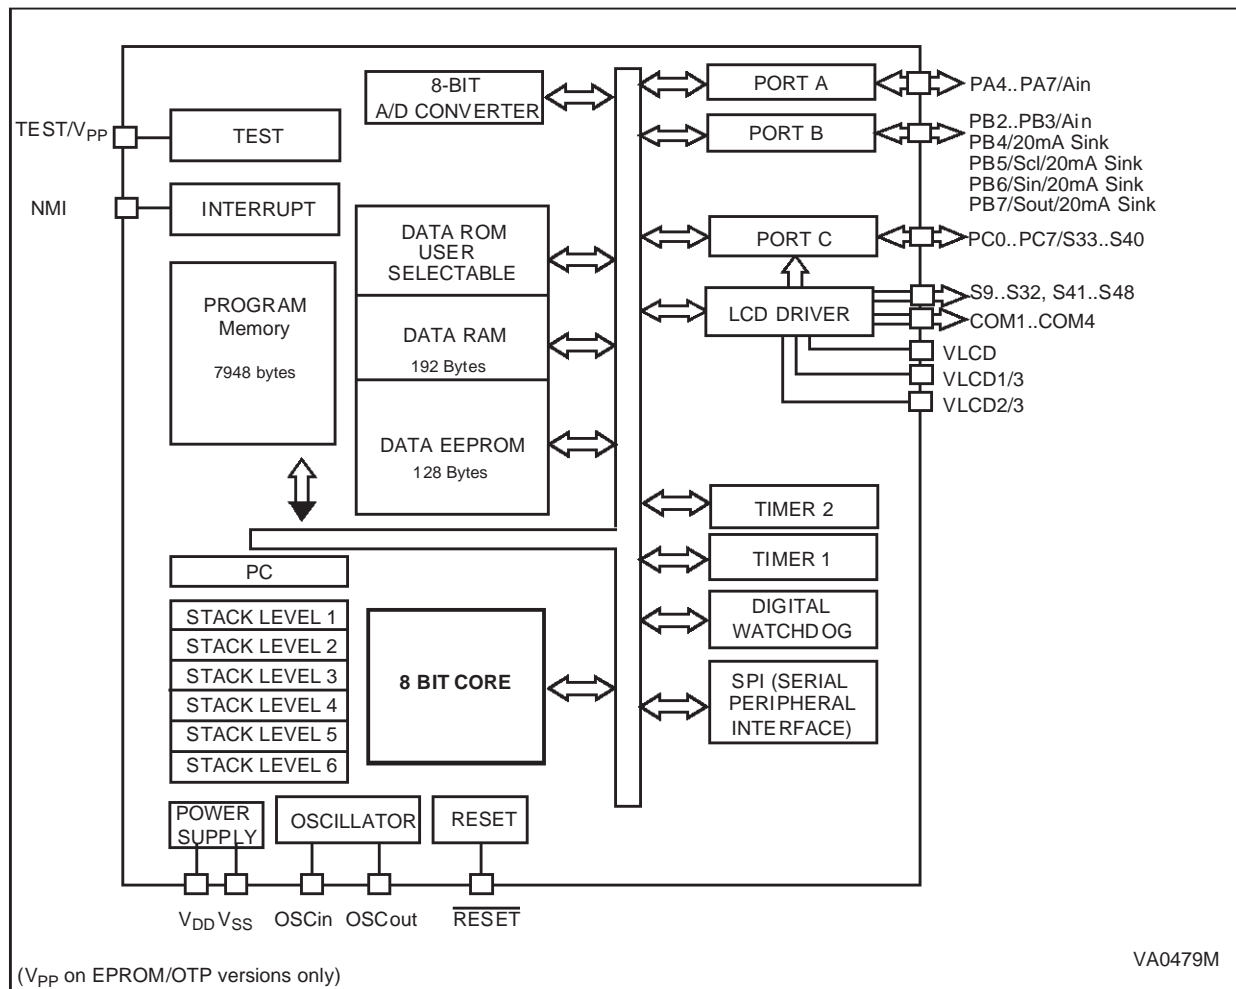 8-BIT
A/D CONVERTER
TEST/VPP
TEST
NMI
INTERRUPT
PROGRAM
Memory
7948 bytes
DATA ROM
USER
SELECTABLE
DATA RAM
192 Bytes
DATA EEPROM
128 Bytes
PC
STACK LEVEL 1
STACK LEVEL 2
STACK LEVEL 3
STACK LEVEL 4
STACK LEVEL 5
STACK LEVEL 6
8 BIT CORE
POWER
SUPPLY
OSCILLATOR
RESET
VDD VSS OSCin OSCout RESET
PORT A
PA4..PA7/Ain
PORT B
PB2..PB3/Ain
PB4/20mA Sink
PB5/Scl/20mA Sink
PB6/Sin/20mA Sink
PB7/Sout/20mA Sink
PORT C
PC0..PC7/S33..S40
LCD DRIVER
S9..S32, S41..S48
COM1..COM4
VLCD
VLCD1/3
VLCD2/3
TIMER 2
TIMER 1
DIGITAL
WATCHDOG
SPI (SERIAL
PERIPHERAL
INTERFACE)
(VPP on EPROM/OTP versions only)
VA0479M